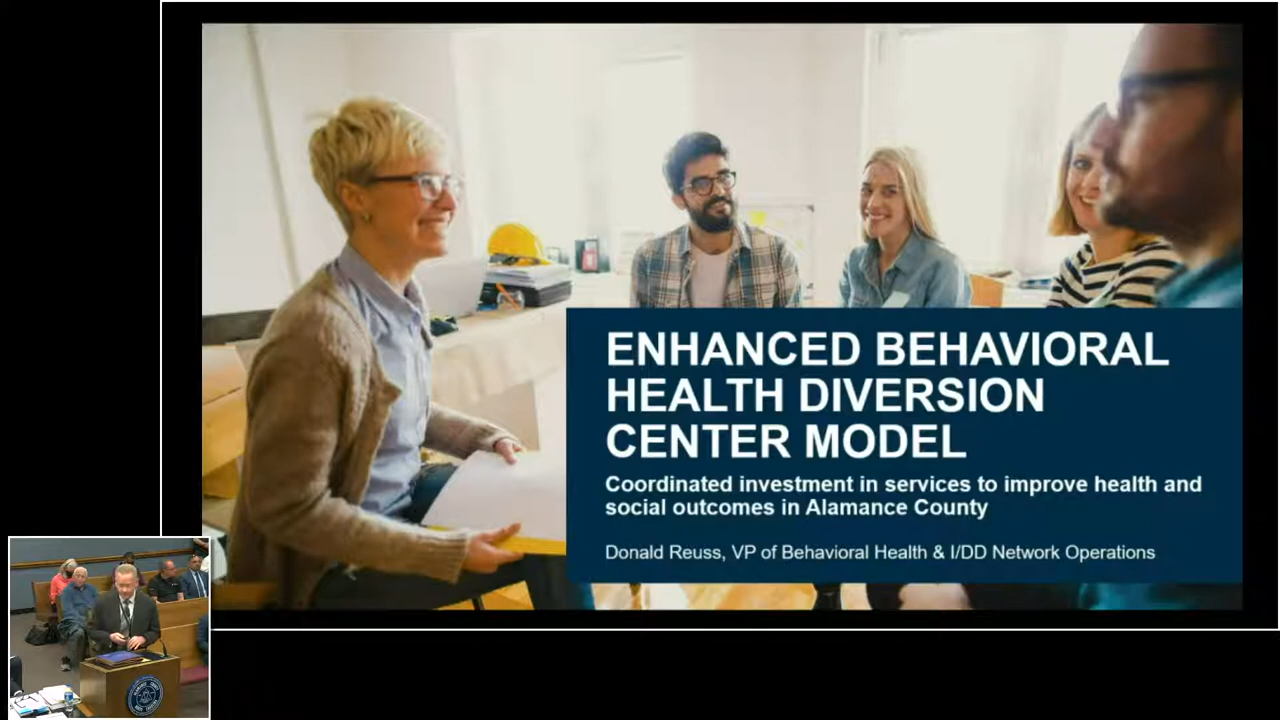 ENHANCED BEHAVIORAL
HEALTH DIVERSION
CENTER MODEL
Coordinated investment in services to improve health and
social outcomes in Alamance County
Donald Reuss, VP of Behavioral Health & I/DD Network Operations